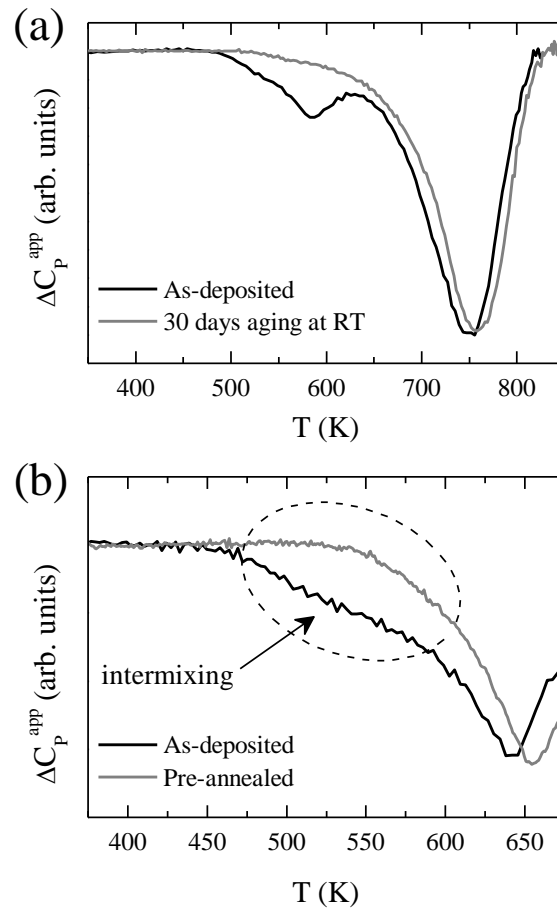 (a)
ΔC_P^app (arb. units)
As-deposited
30 days aging at RT
400 500 600 700 800
T (K)
(b)
ΔC_P^app (arb. units)
intermixing
As-deposited
Pre-annealed
400 450 500 550 600 650
T (K)